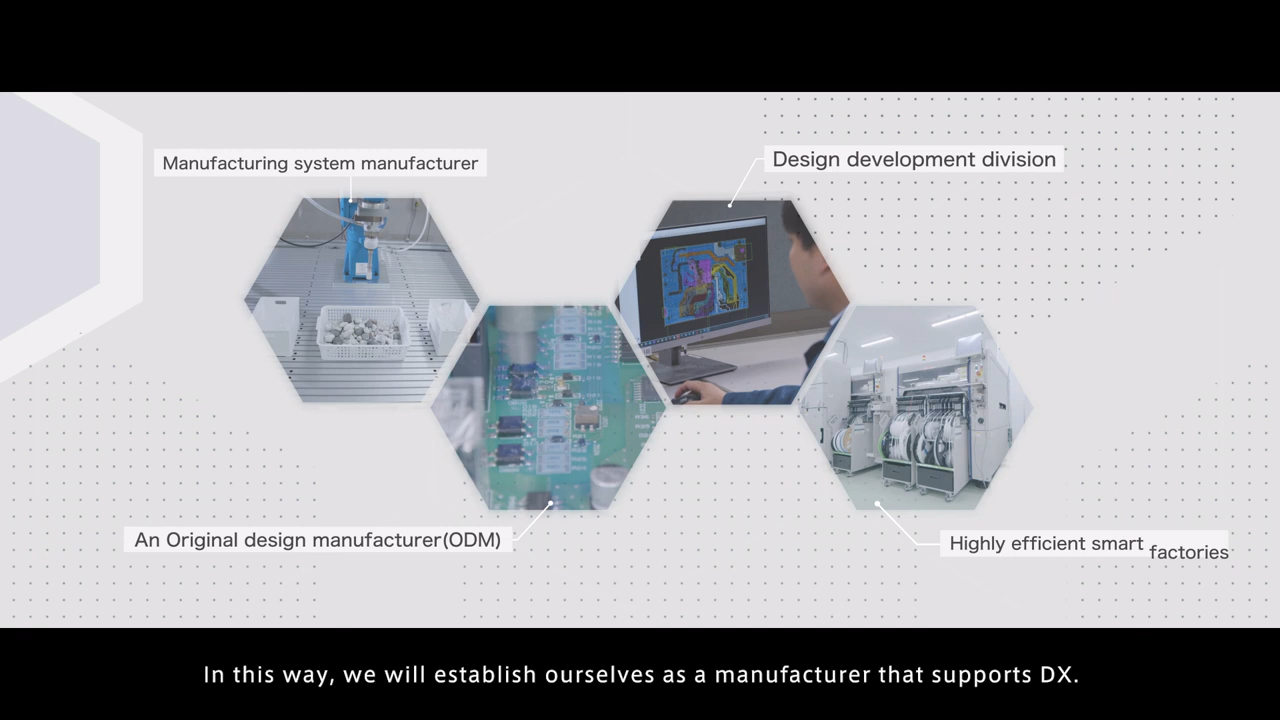 Manufacturing system manufacturer
Design development division
An Original design manufacturer(ODM)
Highly efficient smart factories
In this way, we will establish ourselves as a manufacturer that supports DX.